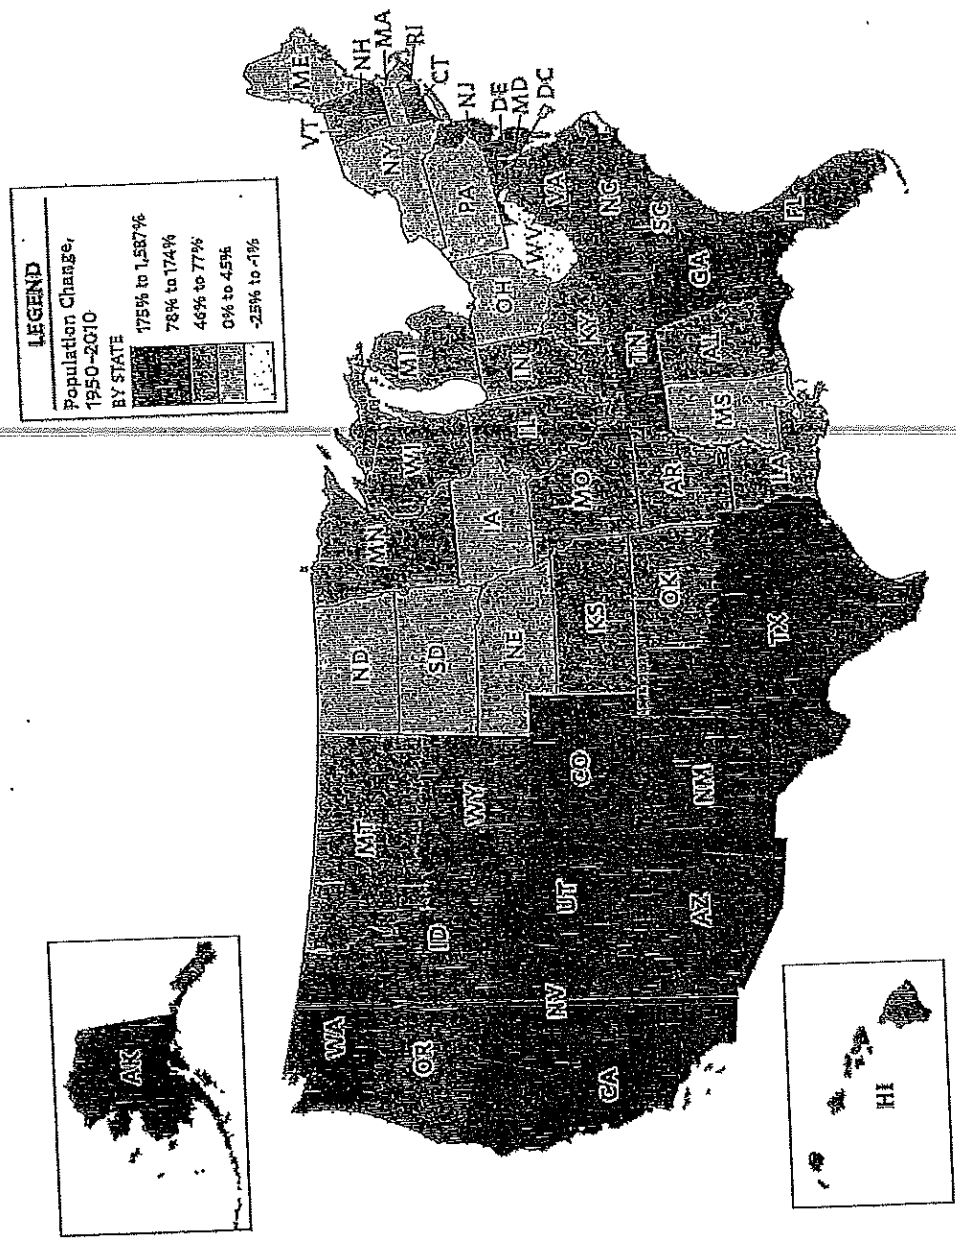 LEGEND
Population Change,
1950-2010
BY STATE
175% to 1,587%
78% to 174%
46% to 77%
0% to 45%
-25% to -1%
AK
HI
WA
OR
CA
NV
ID
MT
WY
UT
AZ
CO
NM
ND
SD
NE
KS
OK
TX
MN
IA
MO
AR
LA
WI
IL
MS
MI
IN
KY
TN
AL
OH
WV
GA
FL
SC
NC
VA
PA
NY
VT
ME
NH
MA
RI
CT
NJ
DE
MD
DC